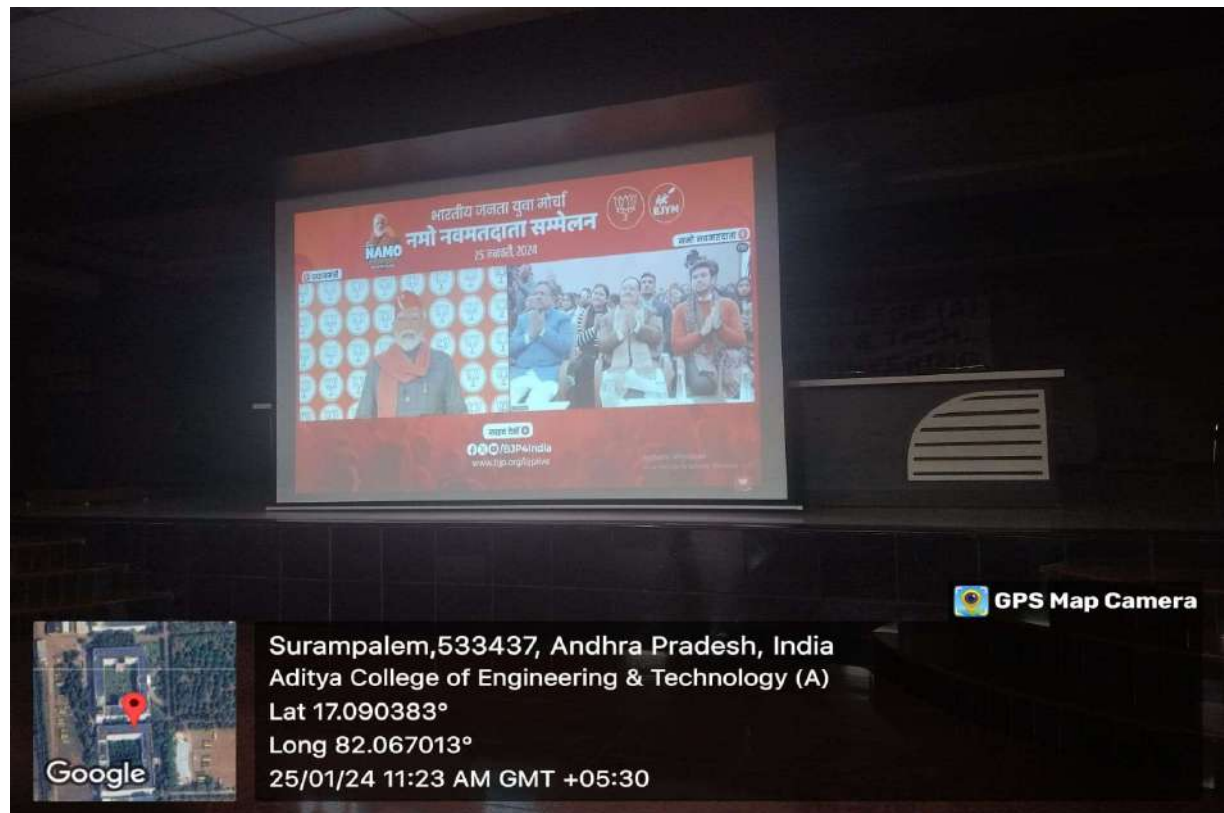 भारतीय जनता युवा मोर्चा
नमो नवमतदाता सम्मेलन
25 जनवरी, 2024
NAMO
BJYM
नमो नवमतदाता
/BJP4India
GPS Map Camera
Surampalem,533437, Andhra Pradesh, India
Aditya College of Engineering & Technology (A)
Lat 17.090383°
Long 82.067013°
25/01/24 11:23 AM GMT +05:30
Google